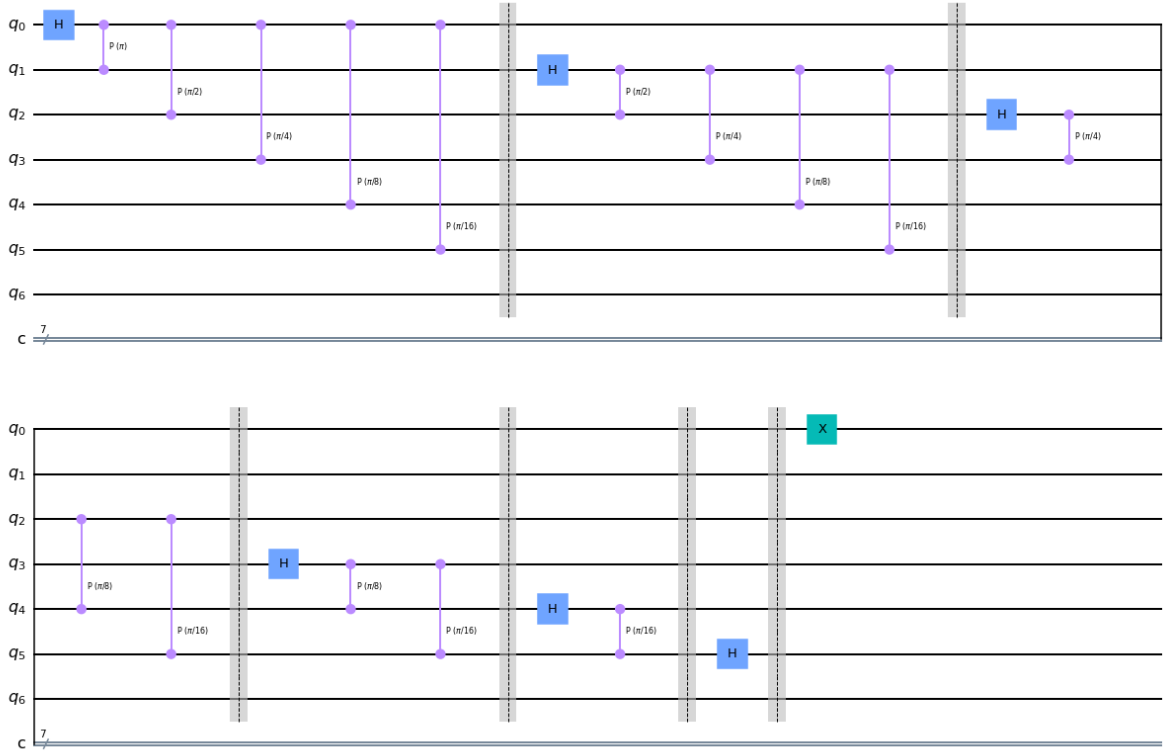 q0 H P (π)
q1 P (π/2) H P (π/2)
q2 P (π/4) P (π/4) H P (π/4)
q3 P (π/8) P (π/8)
q4 P (π/16) P (π/16)
q5
q6
7
c
q0 X
q1
q2
q3 P (π/8) H P (π/8)
q4 P (π/16) P (π/16) H P (π/16)
q5 H
q6
7
c